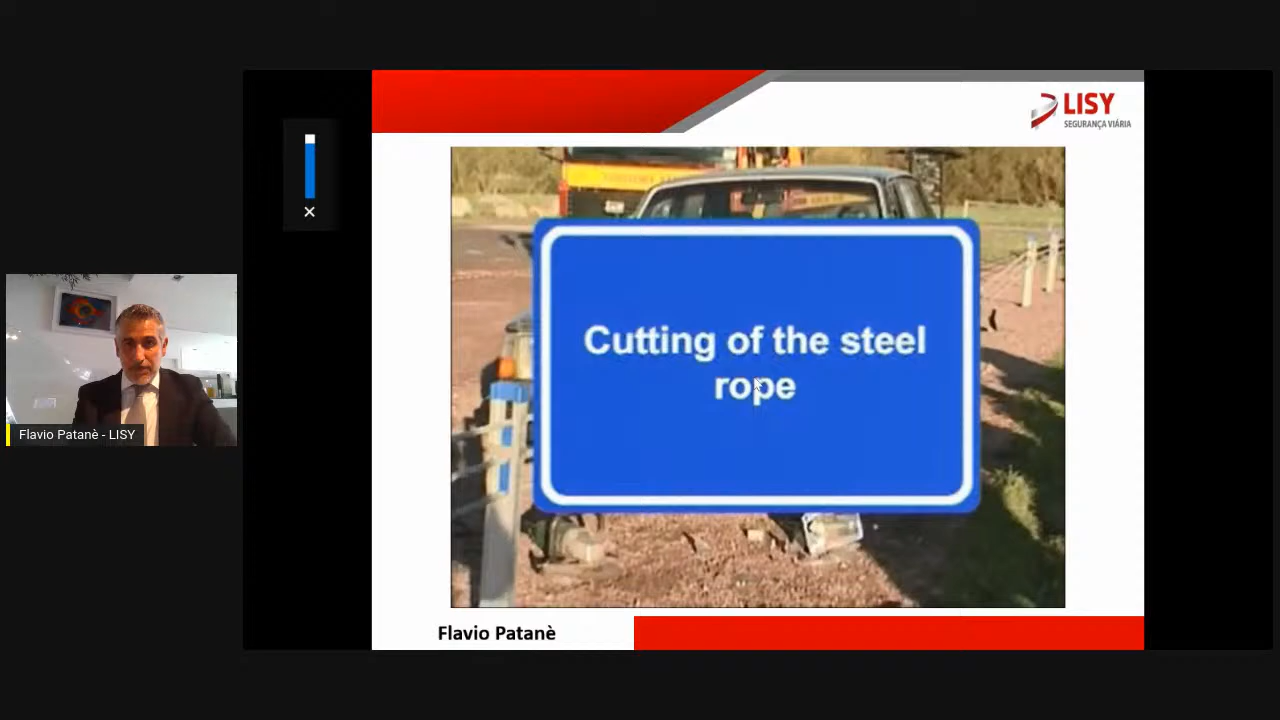 LISY
SEGURANÇA VIÁRIA
Cutting of the steel
rope
Flavio Patanè - LISY
Flavio Patanè